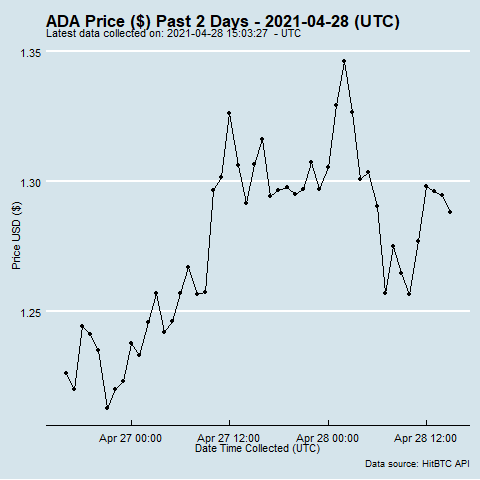 ADA Price ($) Past 2 Days - 2021-04-28 (UTC)
Latest data collected on: 2021-04-28 15:03:27  - UTC
1.35
1.30
1.25
Price USD ($)
Apr 27 00:00
Apr 27 12:00
Apr 28 00:00
Apr 28 12:00
Date Time Collected (UTC)
Data source: HitBTC API